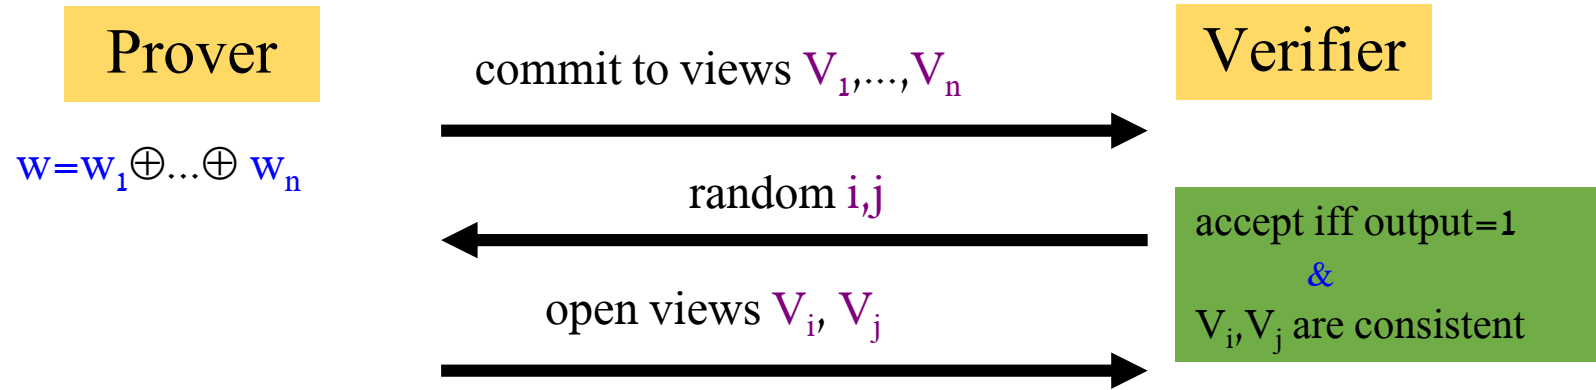 Prover
Verifier
commit to views V₁,...,Vₙ
w=w₁⊕...⊕ wₙ
random i,j
accept iff output=1
&
Vᵢ,Vⱼ are consistent
open views Vᵢ, Vⱼ